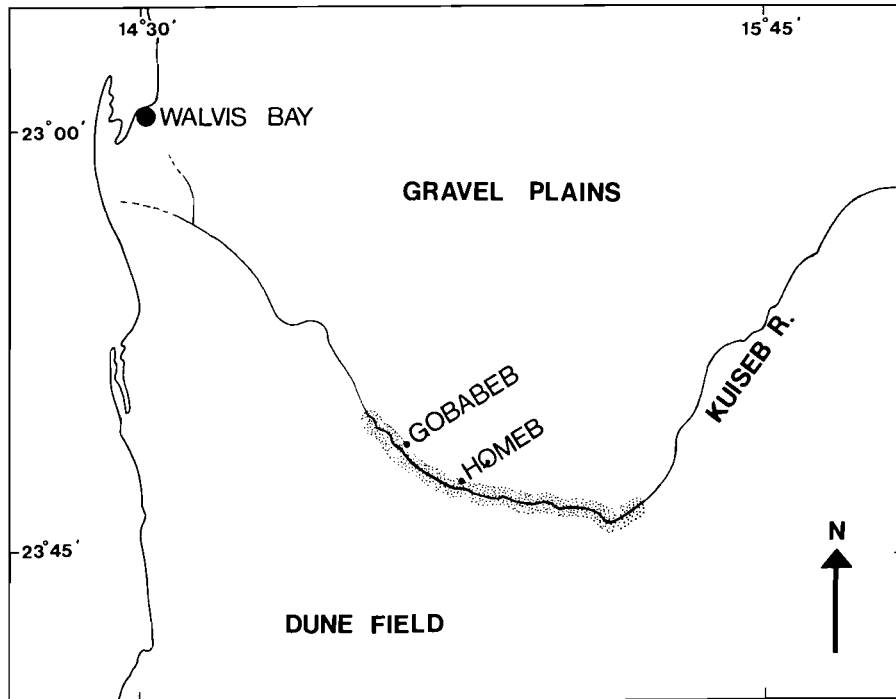 14°30'
15°45'
WALVIS BAY
23°00'
GRAVEL PLAINS
KUISEB R.
GOBABEB
HOMEB
N
23°45'
DUNE FIELD